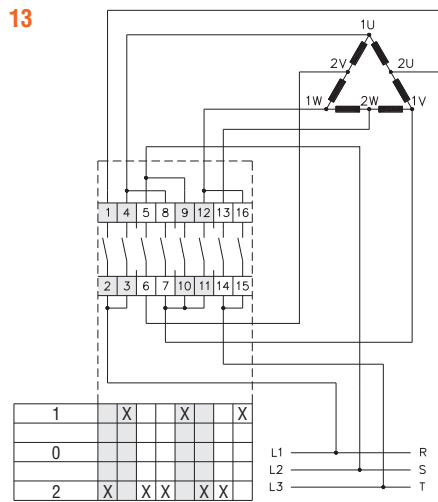 13
1U
2V 2U
1W 2W 1V
1 4 5 8 9 12 13 16
2 3 6 7 10 11 14 15
1 X X X
0
2 X X X X X X
L1 R
L2 S
L3 T